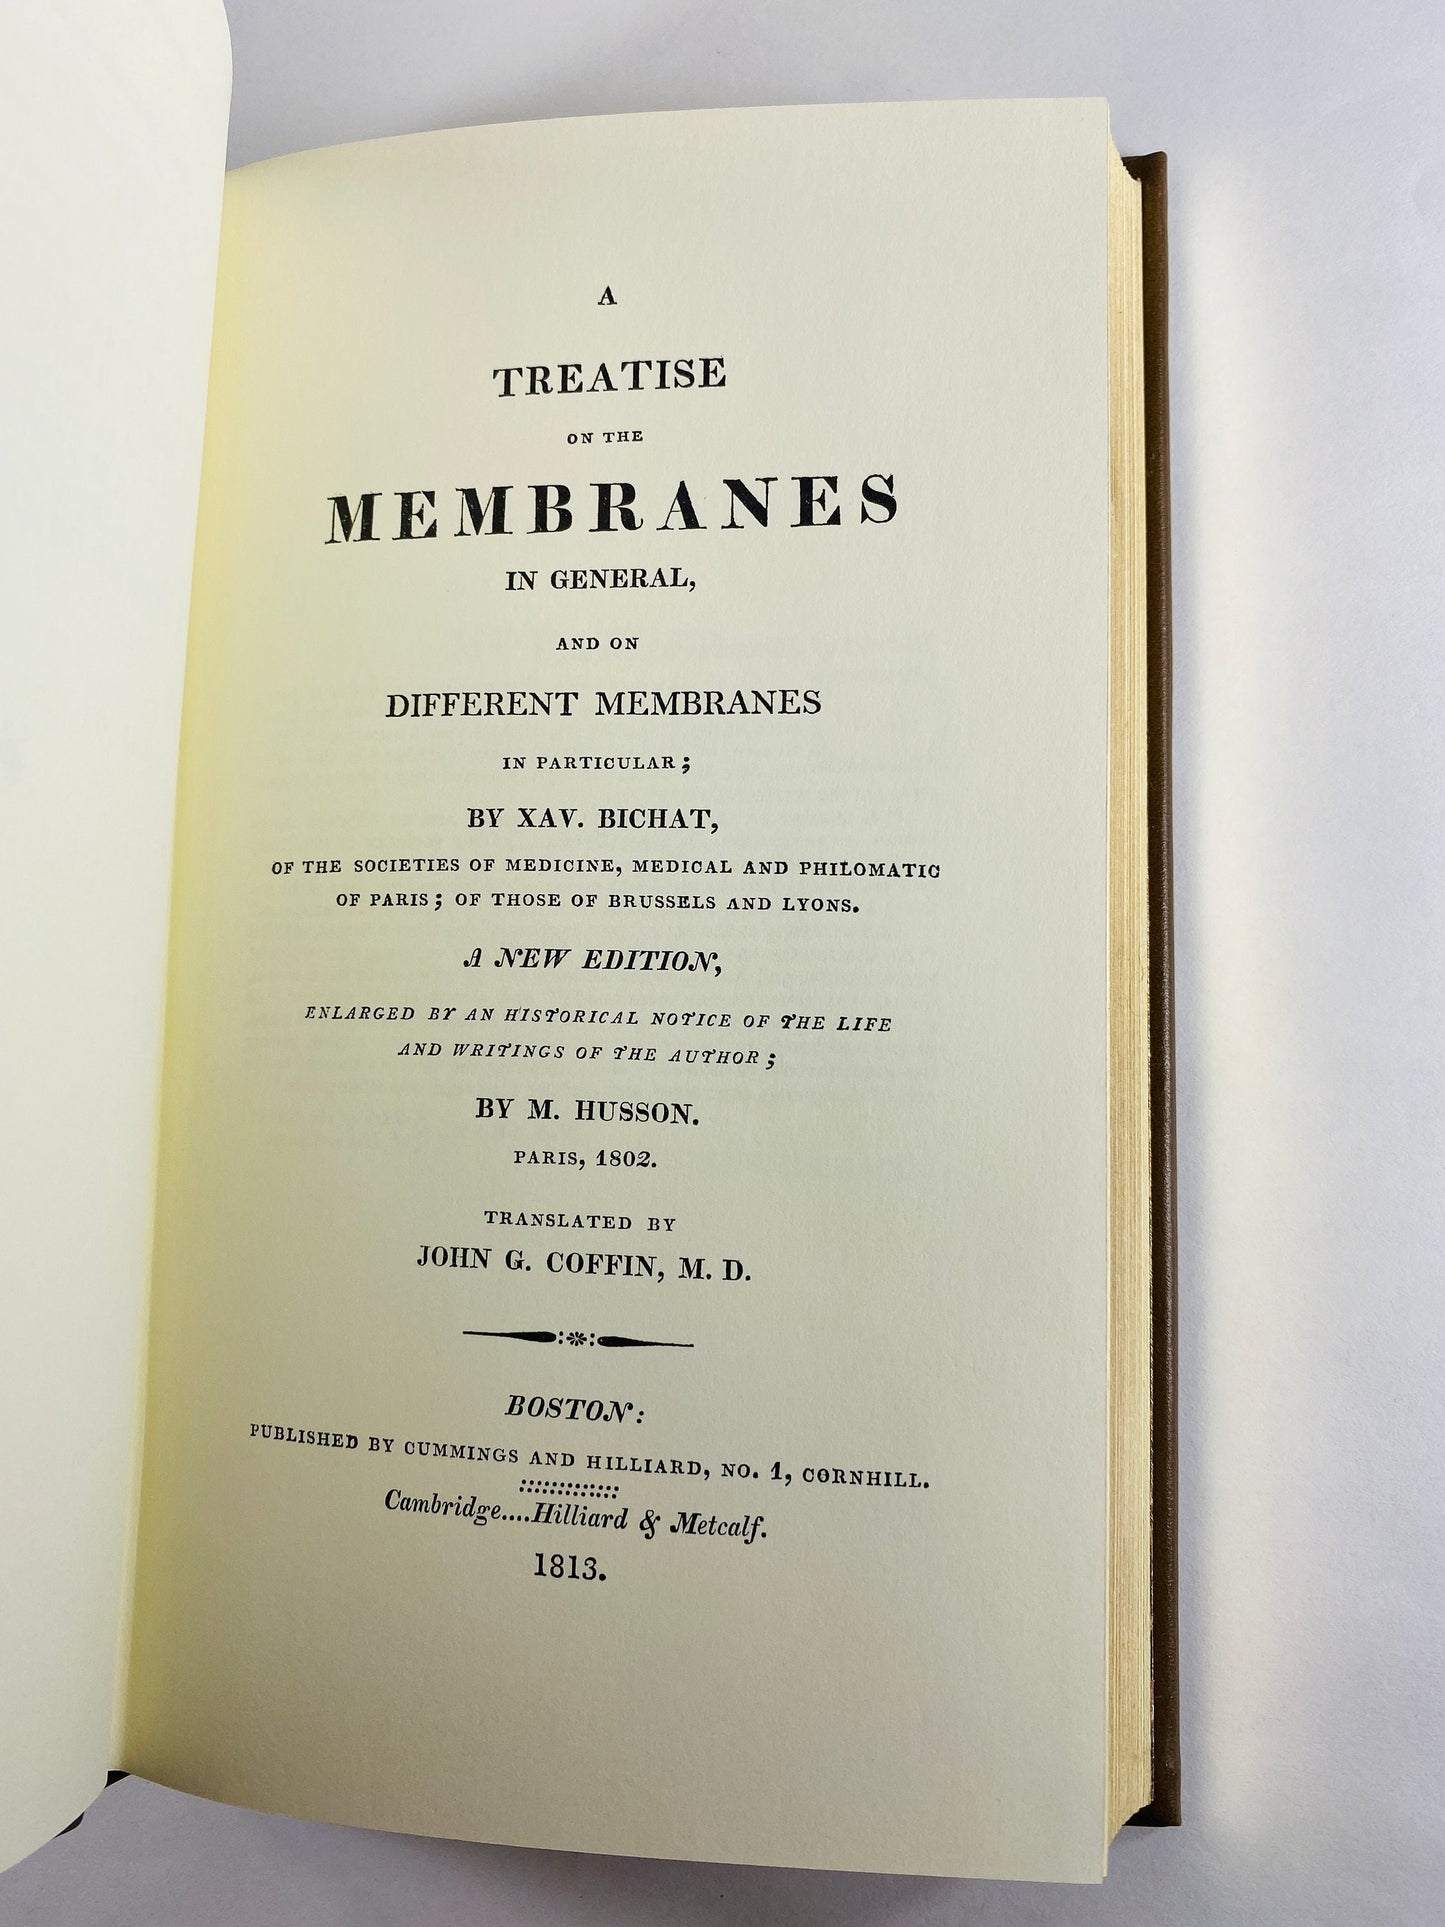 A
TREATISE
ON THE
MEMBRANES
IN GENERAL,
AND ON
DIFFERENT MEMBRANES
IN PARTICULAR;
BY XAV. BICHAT,
OF THE SOCIETIES OF MEDICINE, MEDICAL AND PHILOMATIC
OF PARIS; OF THOSE OF BRUSSELS AND LYONS.
A NEW EDITION,
ENLARGED BY AN HISTORICAL NOTICE OF THE LIFE
AND WRITINGS OF THE AUTHOR;
BY M. HUSSON.
PARIS, 1802.
TRANSLATED BY
JOHN G. COFFIN, M. D.
BOSTON:
PUBLISHED BY CUMMINGS AND HILLIARD, NO. 1, CORNHILL.
Cambridge....Hilliard & Metcalf.
1813.